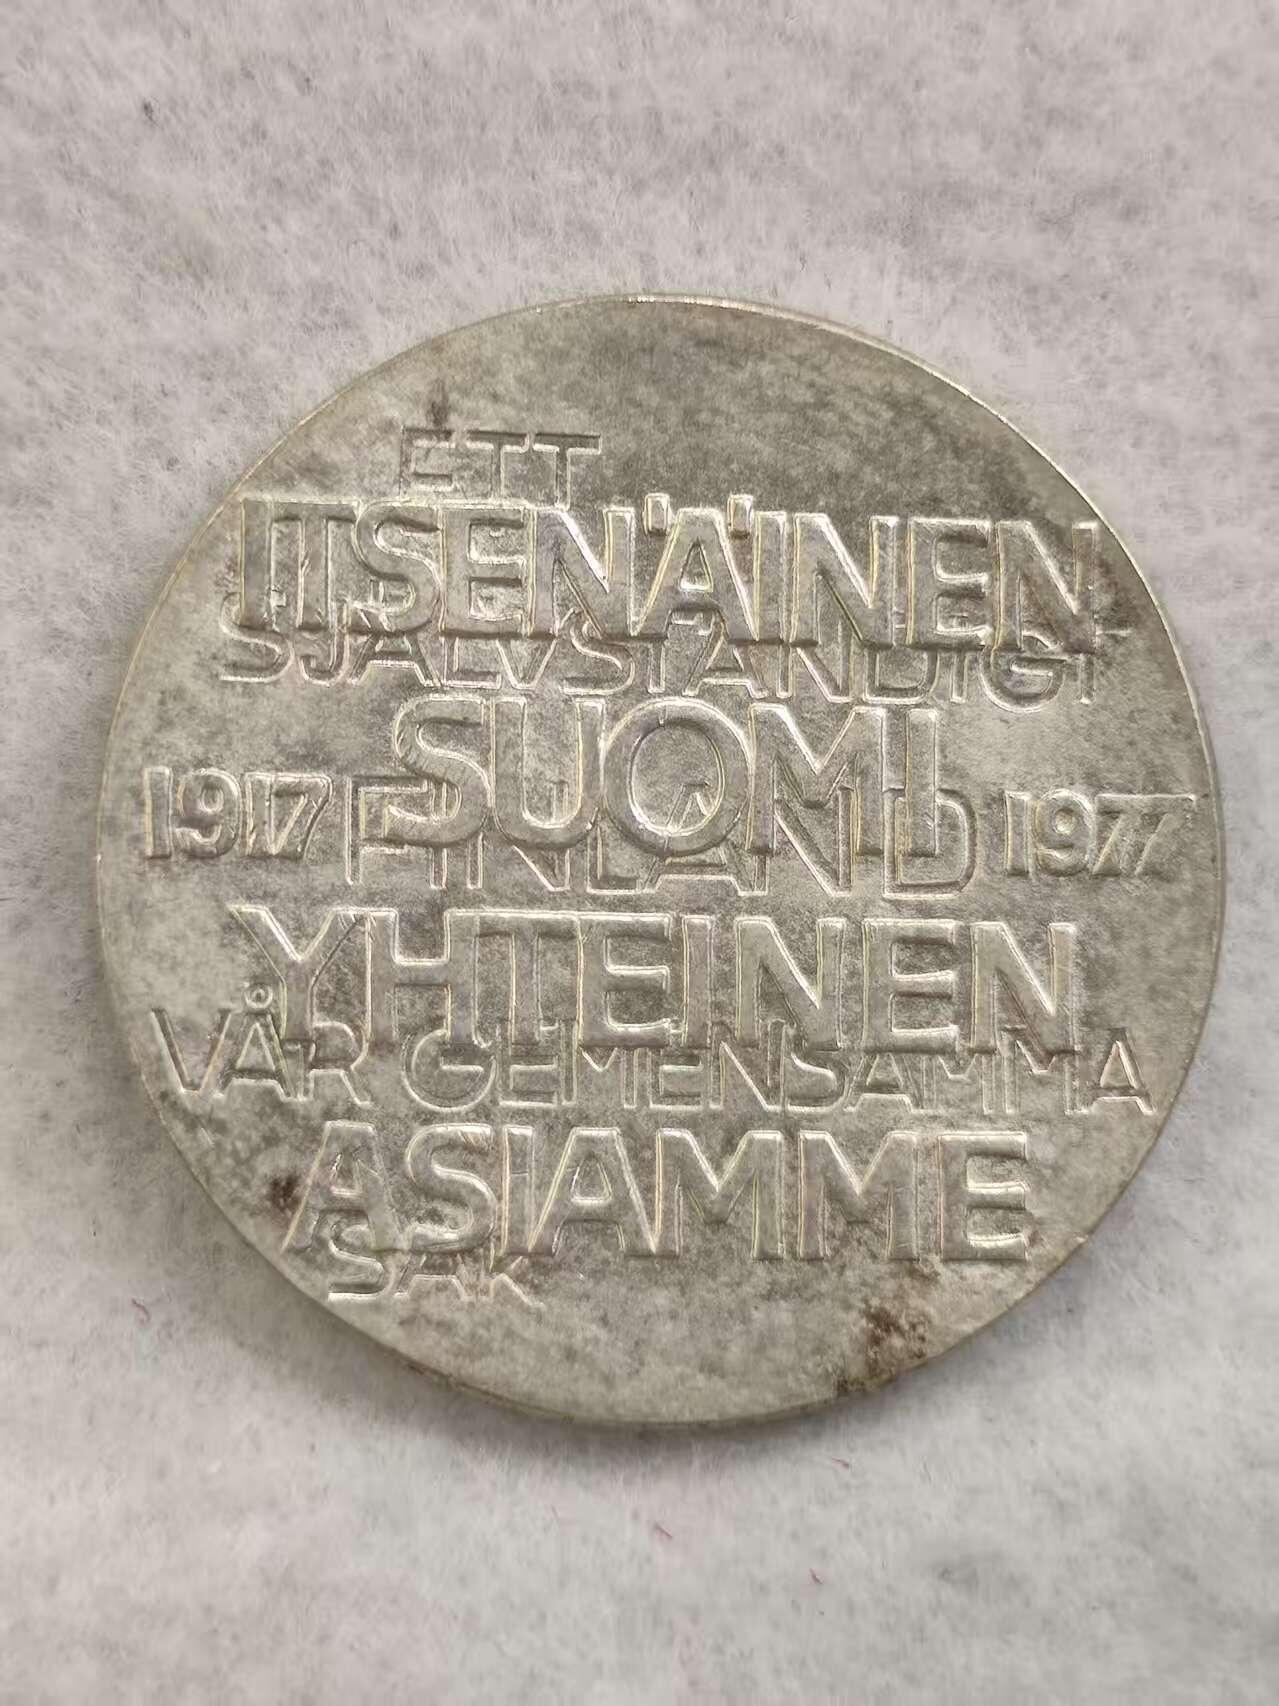 ETT
ITSENÄINEN
SJÄLVSTÄNDIGT
SUOMI
1917 FINLAND 1977
YHTEINEN
VÅR GEMENSAMMA
ASIAMME
SAK